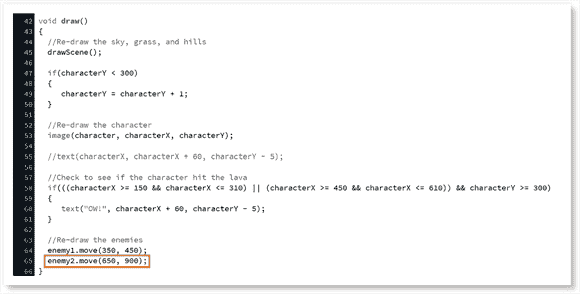 42 void draw()
43 {
44 //Re-draw the sky, grass, and hills
45 drawScene();
46
47 if(characterY < 300)
48 {
49 characterY = characterY + 1;
50 }
51
52 //Re-draw the character
53 image(character, characterX, characterY);
54
55 //text(characterX, characterX + 60, characterY - 5);
56
57 //Check to see if the character hit the lava
58 if(((characterX >= 150 && characterX <= 310) || (characterX >= 450 && characterX <= 610)) && characterY >= 300)
59 {
60 text("OW!", characterX + 60, characterY - 5);
61 }
62
63 //Re-draw the enemies
64 enemy1.move(350, 450);
65 enemy2.move(650, 900);
66 }